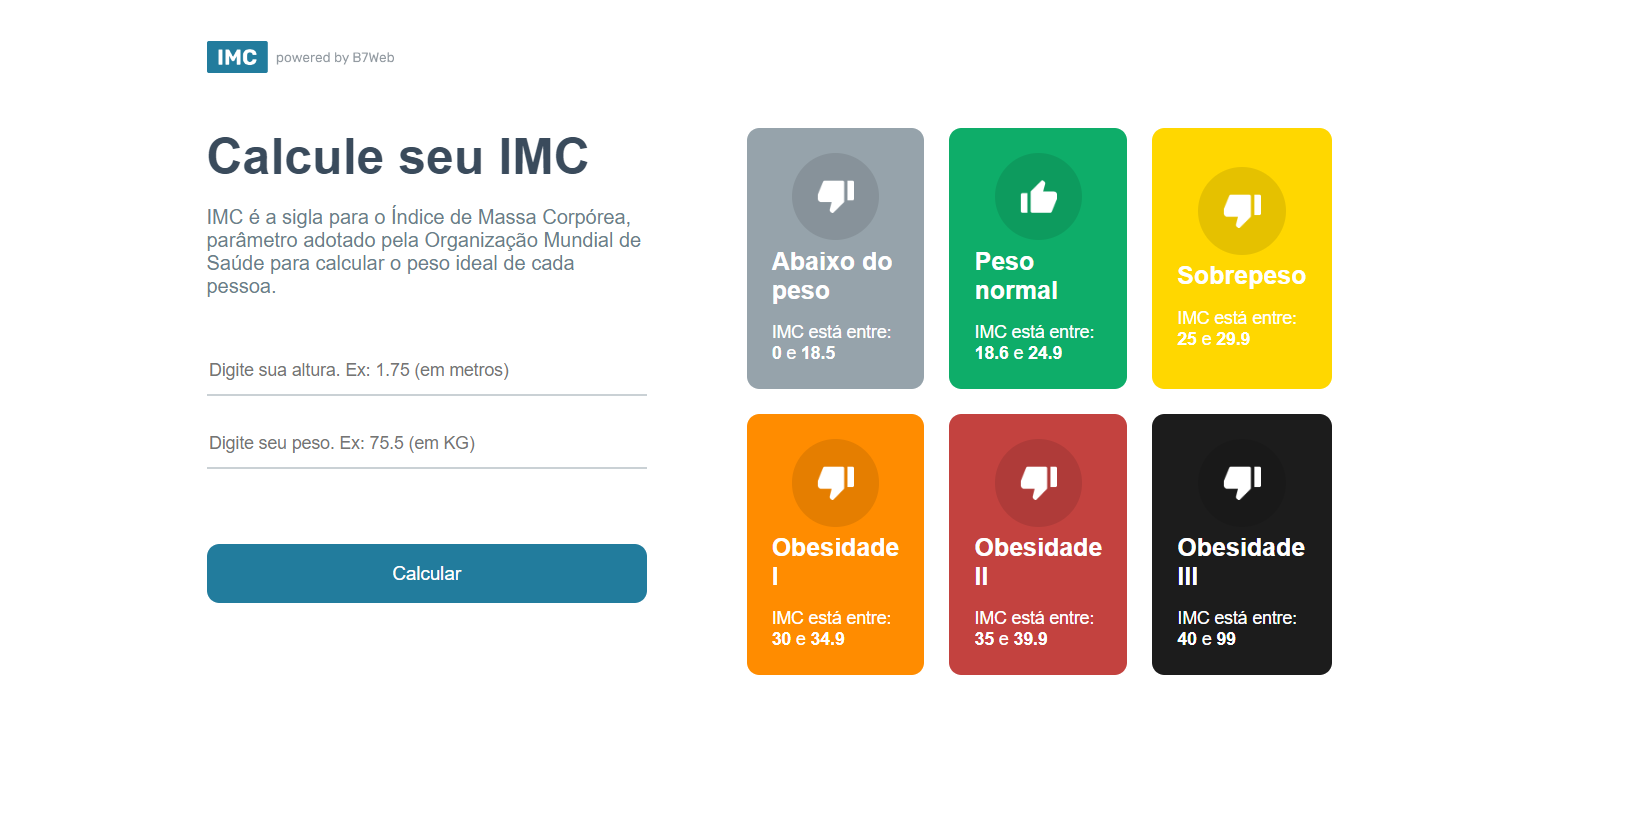 IMC powered by B7Web
Calcule seu IMC
IMC é a sigla para o Índice de Massa Corpórea,
parâmetro adotado pela Organização Mundial de
Saúde para calcular o peso ideal de cada
pessoa.
Digite sua altura. Ex: 1.75 (em metros)
Digite seu peso. Ex: 75.5 (em KG)
Calcular
Abaixo do
peso
IMC está entre:
0 e 18.5
Peso
normal
IMC está entre:
18.6 e 24.9
Sobrepeso
IMC está entre:
25 e 29.9
Obesidade
I
IMC está entre:
30 e 34.9
Obesidade
II
IMC está entre:
35 e 39.9
Obesidade
III
IMC está entre:
40 e 99